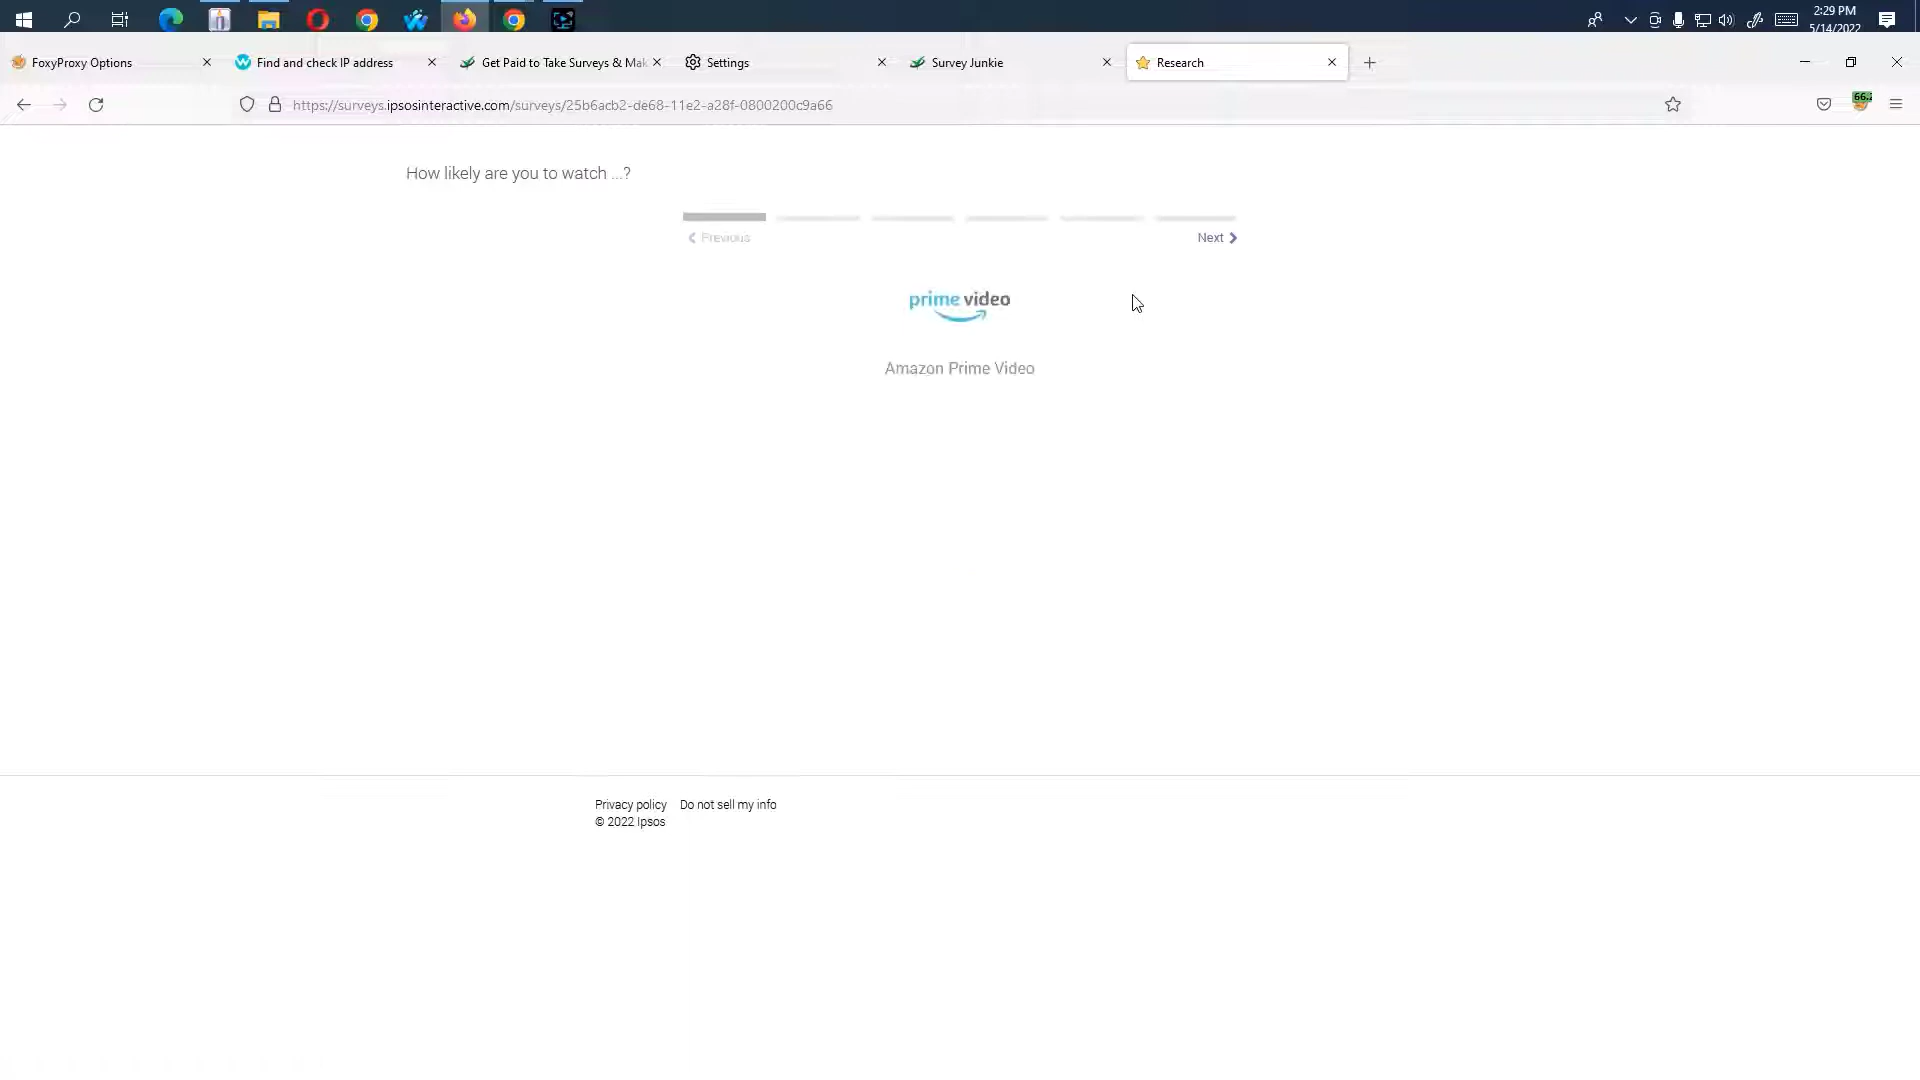 2:29 PM
5/14/2022
FoxyProxy Options
Find and check IP address
Get Paid to Take Surveys & Mak
Settings
Survey Junkie
Research
https://surveys.ipsosinteractive.com/surveys/25b6acb2-de68-11e2-a28f-0800200c9a66
66.2
How likely are you to watch ...?
Previous
Next
prime video
Amazon Prime Video
Privacy policy Do not sell my info
© 2022 Ipsos